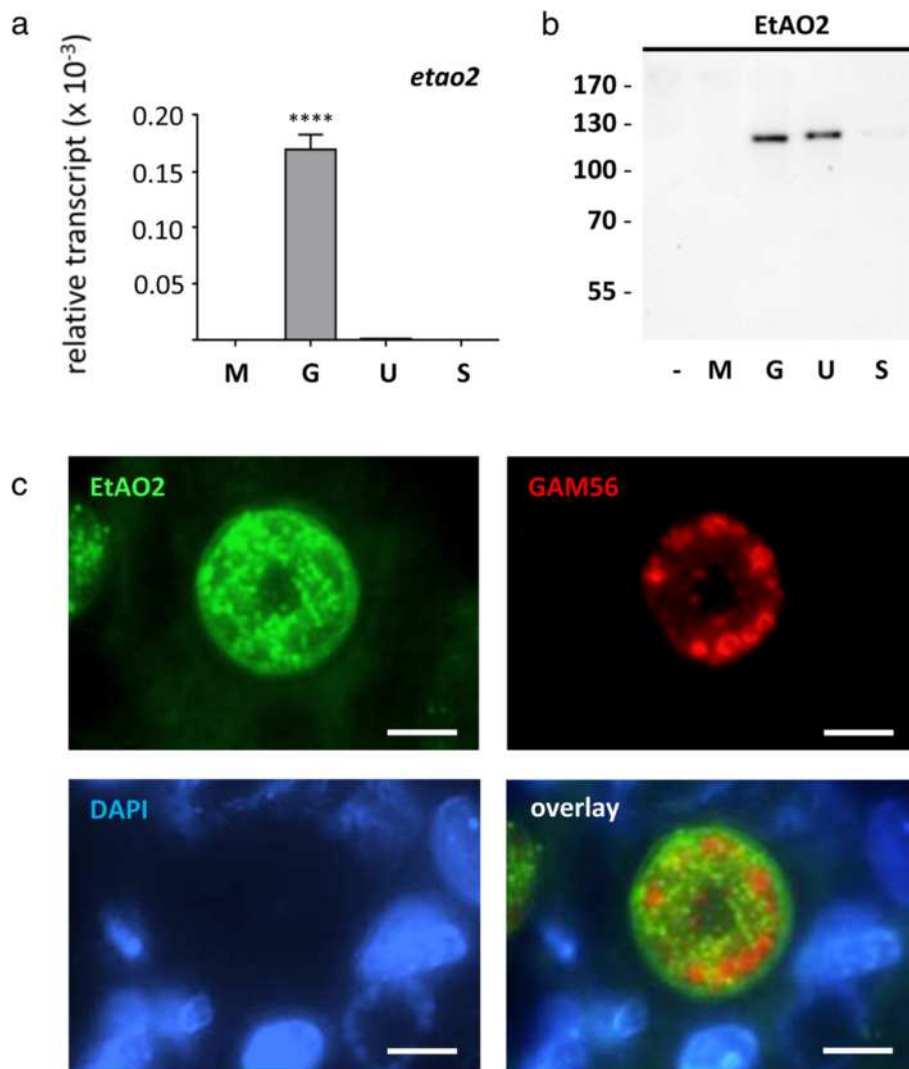 a
relative transcript (x 10⁻³)
etao2
****
0.20
0.15
0.10
0.05
M G U S
b
EtAO2
170 -
130 -
100 -
70 -
55 -
- M G U S
c
EtAO2
GAM56
DAPI
overlay